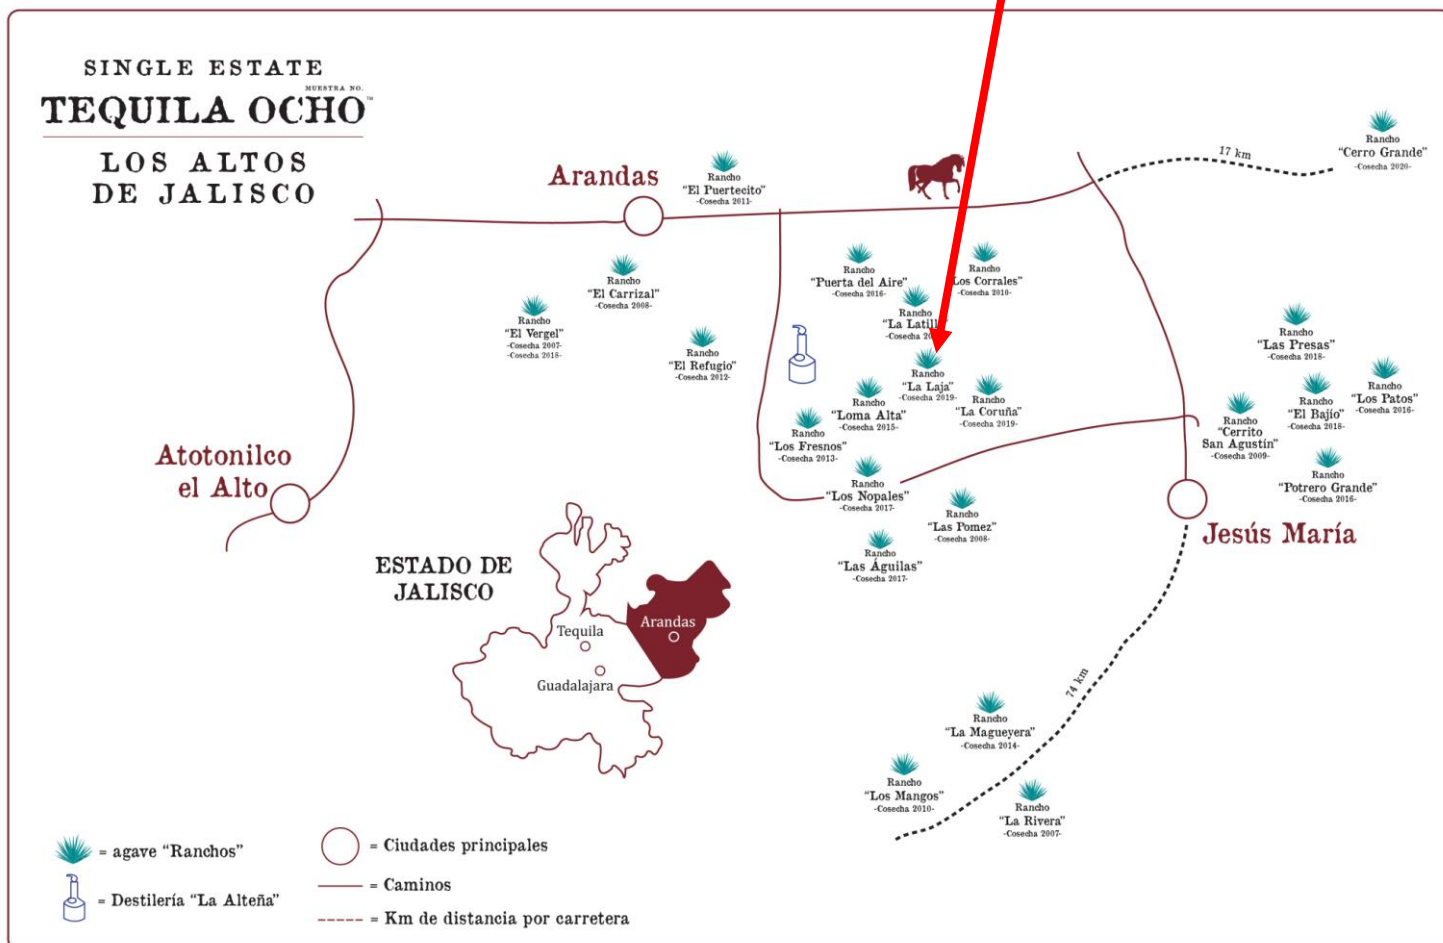 SINGLE ESTATE
MUESTRA NO.
TEQUILA OCHO™
LOS ALTOS
DE JALISCO
Arandas
Rancho
“El Puertecito”
-Cosecha 2011-
17 km
Rancho
“Cerro Grande”
-Cosecha 2020-
Rancho
“El Carrizal”
-Cosecha 2008-
Rancho
“El Vergel”
-Cosecha 2007-
-Cosecha 2018-
Rancho
“El Refugio”
-Cosecha 2012-
Rancho
“Puerta del Aire”
-Cosecha 2016-
Rancho
“Los Corrales”
-Cosecha 2010-
Rancho
-Cosecha
Rancho
“La Laja”
-Cosecha 2019-
Rancho
“La Coruña”
-Cosecha 2019-
Rancho
“Loma Alta”
-Cosecha 2015-
Rancho
“Los Fresnos”
-Cosecha 2013-
Rancho
“Los Nopales”
-Cosecha 2017-
Rancho
“Las Pomez”
-Cosecha 2008-
Rancho
“Las Águilas”
-Cosecha 2017-
Rancho
“Las Presas”
-Cosecha 2018-
Rancho
“Los Patos”
-Cosecha 2016-
Rancho
“El Bajío”
-Cosecha 2018-
Rancho
“Cerrito
San Agustín”
-Cosecha 2009-
Rancho
“Potrero Grande”
-Cosecha 2016-
Atotonilco
el Alto
Jesús María
ESTADO DE
JALISCO
Tequila
Arandas
Guadalajara
74 km
Rancho
“La Magueyera”
-Cosecha 2014-
Rancho
“Los Mangos”
-Cosecha 2010-
Rancho
“La Rivera”
-Cosecha 2007-
= agave “Ranchos”
= Destilería “La Alteña”
= Ciudades principales
= Caminos
= Km de distancia por carretera